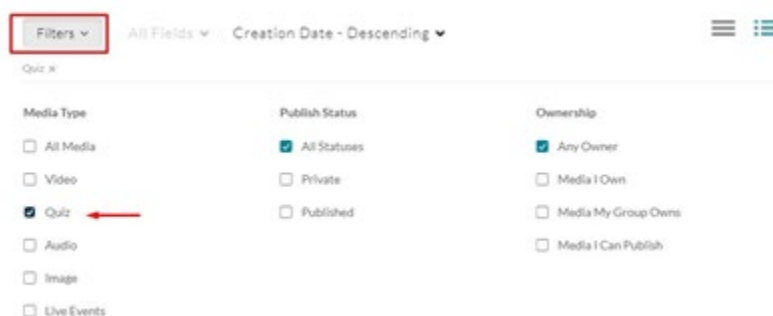 Filters All Fields Creation Date - Descending
Quiz ×
Media Type Publish Status Ownership
All Media All Statuses Any Owner
Video Private Media I Own
Quiz Published Media My Group Owns
Audio Media I Can Publish
Image
Live Events